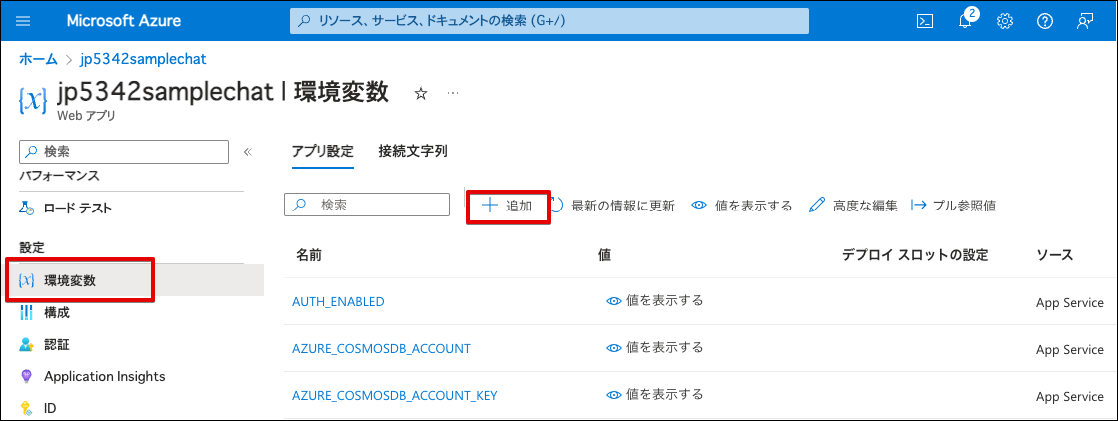 Microsoft Azure
リソース、サービス、ドキュメントの検索 (G+/)
2
ホーム > jp5342samplechat
{x} jp5342samplechat | 環境変数 ☆ ...
Web アプリ
検索 «
パフォーマンス
ロード テスト
設定
{x} 環境変数
構成
認証
Application Insights
ID
アプリ設定 接続文字列
検索 + 追加 最新の情報に更新 値を表示する 高度な編集 プル参照値
名前 値 デプロイ スロットの設定 ソース
AUTH_ENABLED 値を表示する App Service
AZURE_COSMOSDB_ACCOUNT 値を表示する App Service
AZURE_COSMOSDB_ACCOUNT_KEY 値を表示する App Service